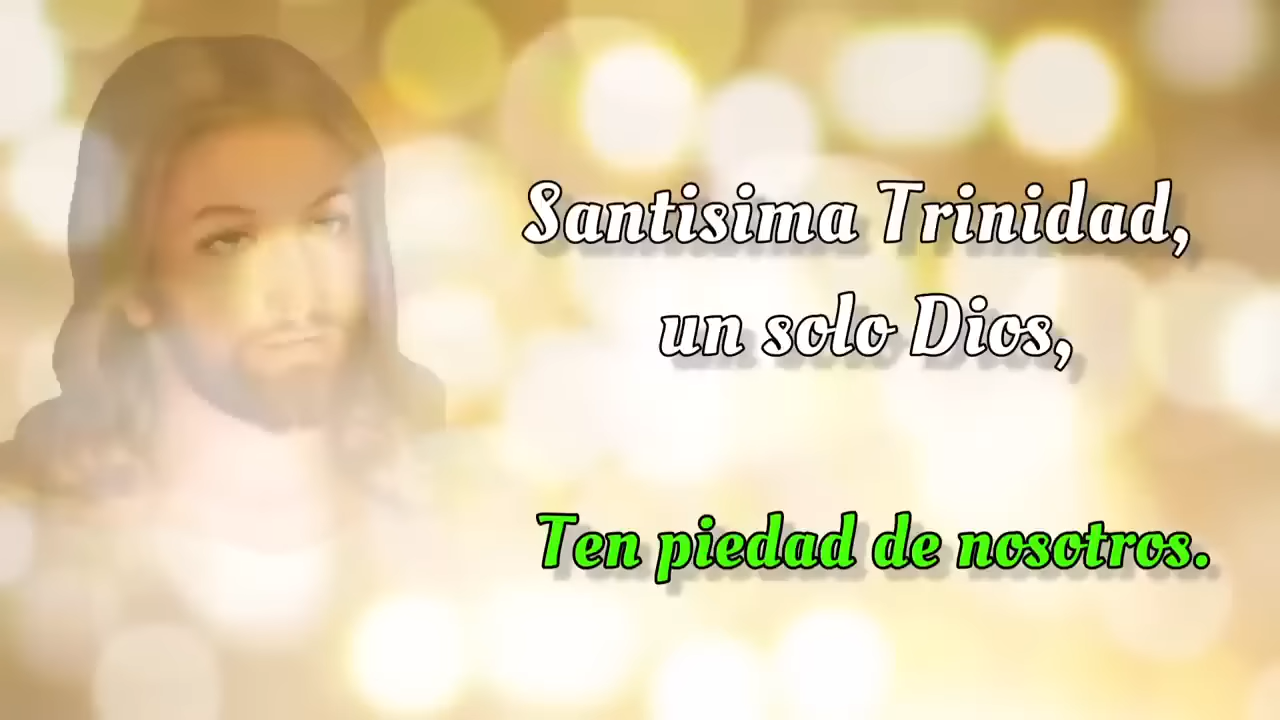 Santisima Trinidad,
un solo Dios,
Ten piedad de nosotros.